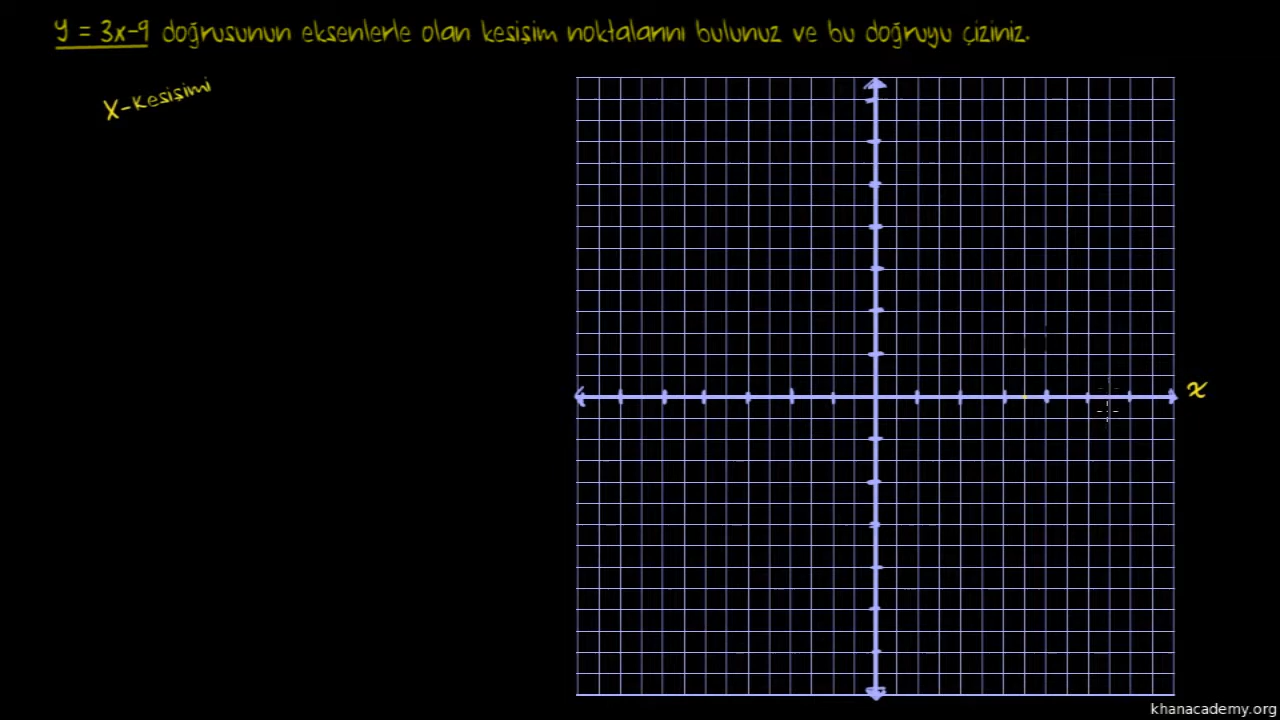 y = 3x-9 doğrusunun eksenlerle olan kesişim noktalarını bulunuz ve bu doğruyu çiziniz.
X-kesişimi
x
khanacademy.org